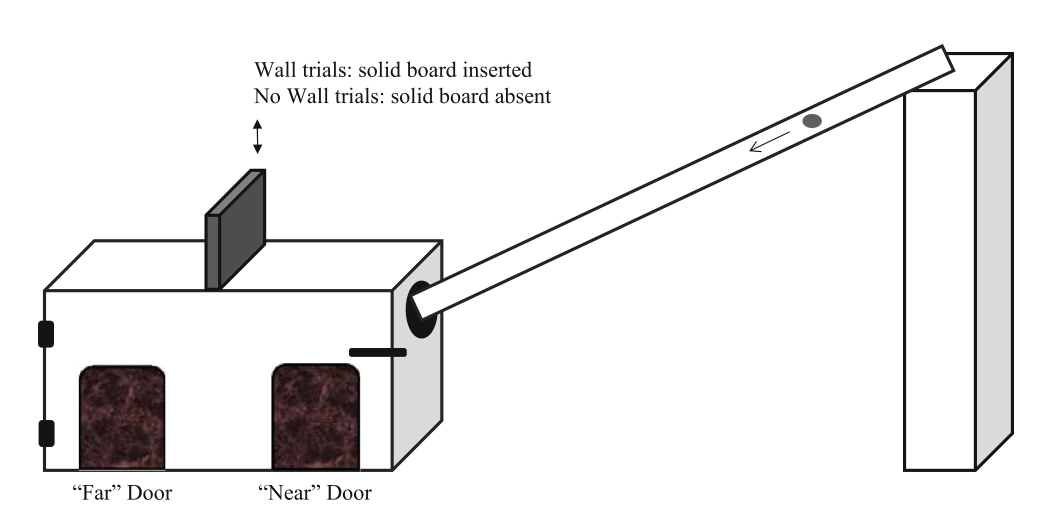 Wall trials: solid board inserted
No Wall trials: solid board absent
“Far” Door
“Near” Door